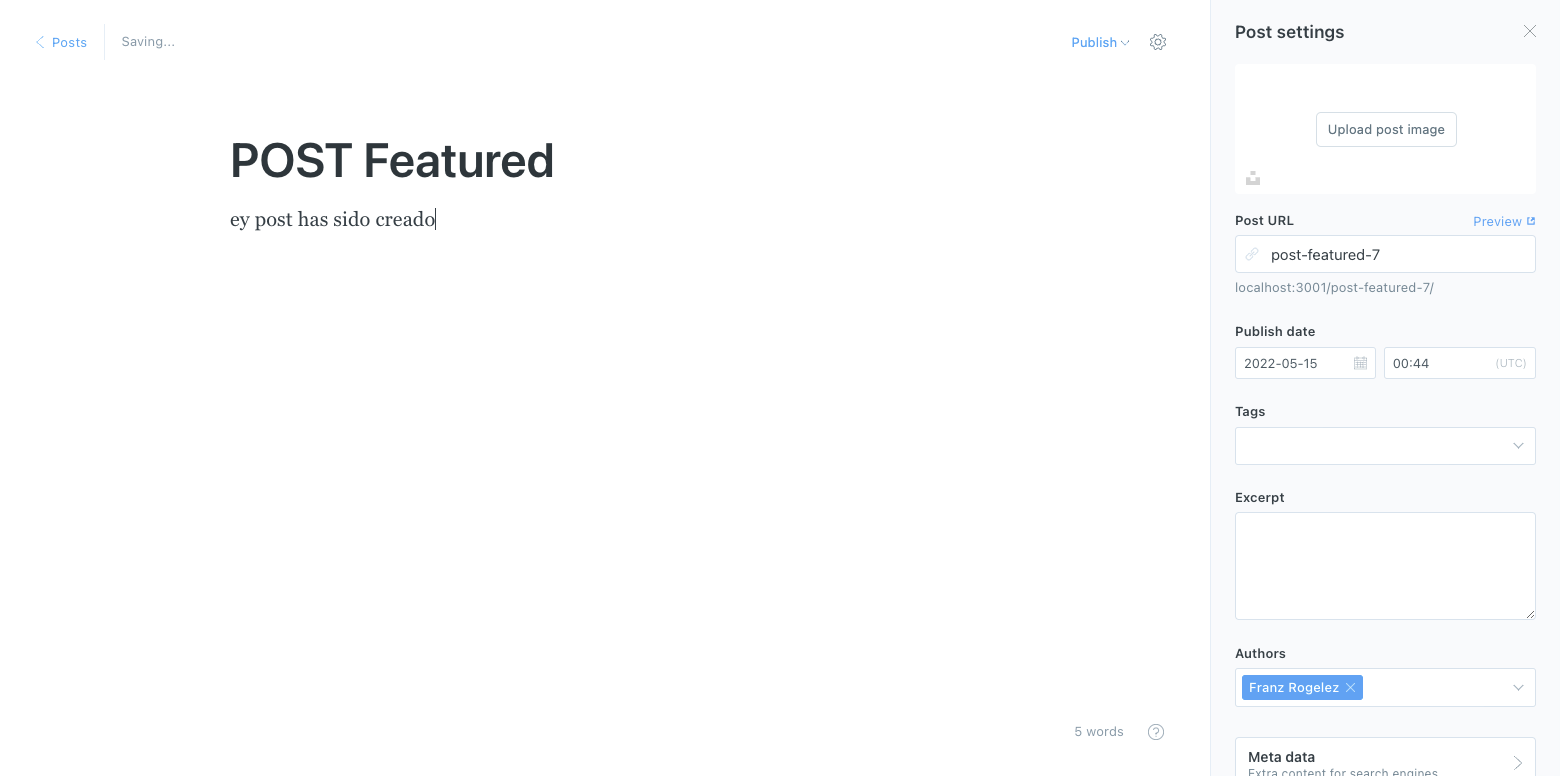 Posts
Saving...
Publish
POST Featured
ey post has sido creado
5 words
?
Post settings
Upload post image
Post URL
Preview
post-featured-7
localhost:3001/post-featured-7/
Publish date
2022-05-15
00:44
(UTC)
Tags
Excerpt
Authors
Franz Rogelez
Meta data
Extra content for search engines